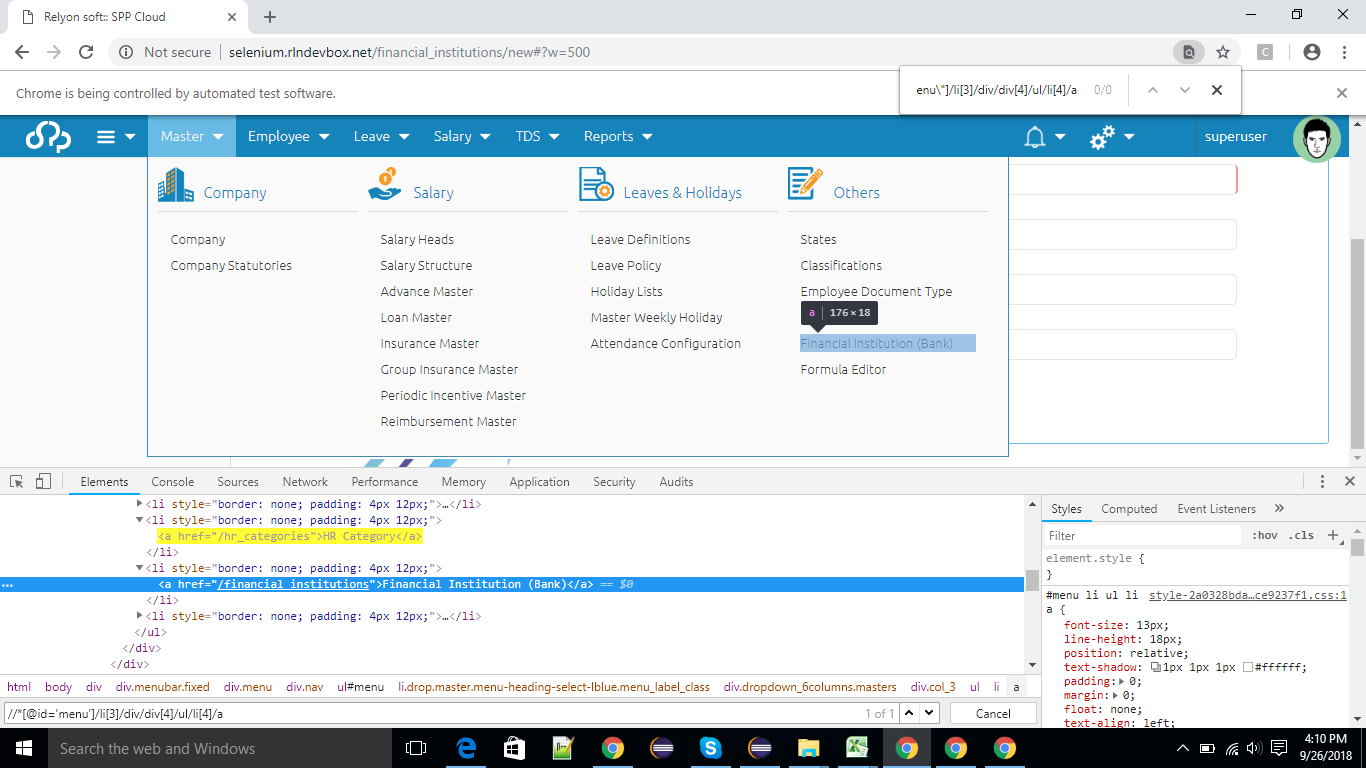 Relyon soft:: SPP Cloud
Not secure | selenium.rlndevbox.net/financial_institutions/new#?w=500
C
enu\"]/li[3]/div/div[4]/ul/li[4]/a 0/0
Chrome is being controlled by automated test software.
Master Employee Leave Salary TDS Reports superuser
Company Salary Leaves & Holidays Others
Company Salary Heads Leave Definitions States
Company Statutories Salary Structure Leave Policy Classifications
Advance Master Holiday Lists Employee Document Type
Loan Master Master Weekly Holiday a | 176 × 18
Insurance Master Attendance Configuration Financial Institution (Bank)
Group Insurance Master Formula Editor
Periodic Incentive Master
Reimbursement Master
Elements Console Sources Network Performance Memory Application Security Audits
<li style="border: none; padding: 4px 12px;">…</li>
<li style="border: none; padding: 4px 12px;">
<a href="/hr_categories">HR Category</a>
</li>
<li style="border: none; padding: 4px 12px;">
... <a href="/financial_institutions">Financial Institution (Bank)</a> == $0
</li>
<li style="border: none; padding: 4px 12px;">…</li>
</ul>
</div>
</div>
html body div div.menubar.fixed div.menu div.nav ul#menu li.drop.master.menu-heading-select-lblue.menu_label_class div.dropdown_6columns.masters div.col_3 ul li a
//*[@id='menu']/li[3]/div/div[4]/ul/li[4]/a 1 of 1 Cancel
Styles Computed Event Listeners »
Filter :hov .cls +
element.style {
}
#menu li ul li style-2a0328bda…ce9237f1.css:1
a {
font-size: 13px;
line-height: 18px;
position: relative;
text-shadow: 1px 1px 1px #ffffff;
padding: 0;
margin: 0;
float: none;
text-align: left;
Search the web and Windows
4:10 PM
9/26/2018